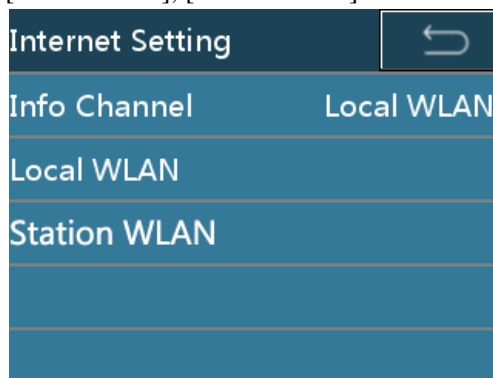 Internet Setting
Info Channel Local WLAN
Local WLAN
Station WLAN